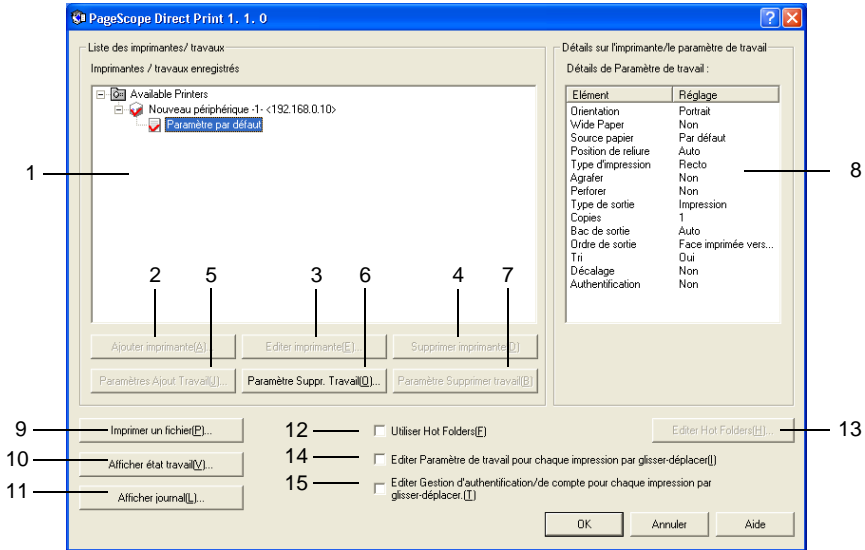 PageScope Direct Print 1. 1. 0
Liste des imprimantes/ travaux
Imprimantes / travaux enregistrés
Available Printers
Nouveau périphérique -1- <192.168.0.10>
Paramètre par défaut
1
2
5
3
6
4
7
Ajouter imprimante(A)...
Editer imprimante(E)...
Supprimer imprimante(D)
Paramètres Ajout Travail(J)...
Paramètre Suppr. Travail(O)...
Paramètre Supprimer travail(B)
Détails sur l'imprimante/le paramètre de travail
Détails de Paramètre de travail :
Elément Réglage
Orientation Portrait
Wide Paper Non
Source papier Par défaut
Position de reliure Auto
Type d'impression Recto
Agrafer Non
Perforer Non
Type de sortie Impression
Copies 1
Bac de sortie Auto
Ordre de sortie Face imprimée vers...
Tri Oui
Décalage Non
Authentification Non
8
9 Imprimer un fichier(P)...
10 Afficher état travail(V)...
11 Afficher journal(L)...
12 Utiliser Hot Folders(F)
Editer Hot Folders(H)... 13
14 Editer Paramètre de travail pour chaque impression par glisser-déplacer(I)
15 Editer Gestion d'authentification/de compte pour chaque impression par
glisser-déplacer.(T)
OK Annuler Aide